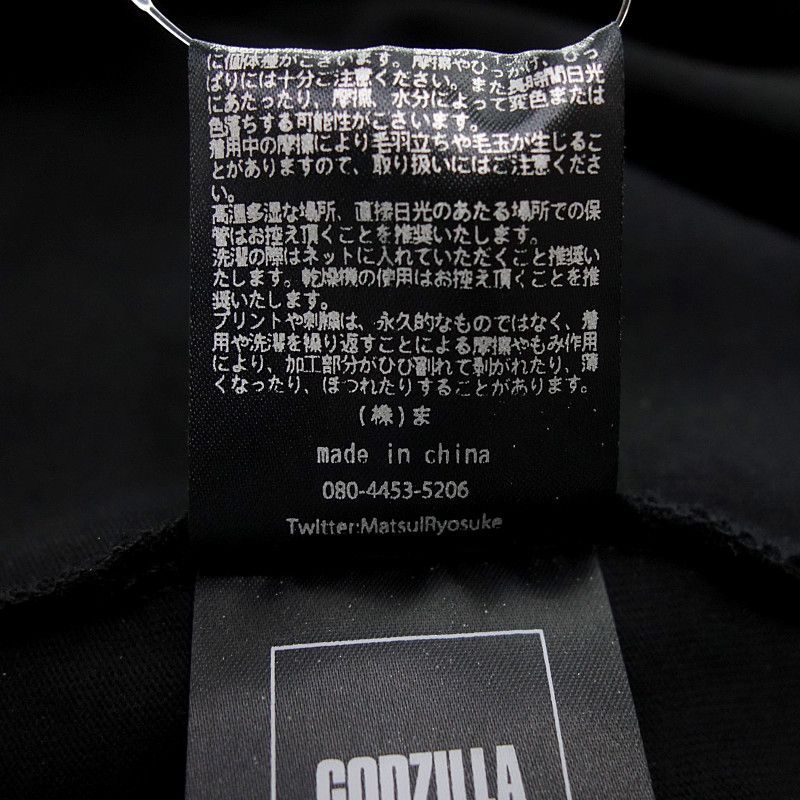 に個体種がございます。摩擦や
ぱりには十分ご注意ください。また長時間日光
にあたったり、摩擦、水分によって変色または
色落ちする可能性がございます。
着用中の摩擦により毛羽立ちや毛玉が生じるこ
とがありますので、取り扱いにはご注意くださ
い。
高温多湿な場所、直接日光のあたる場所での保
管はお控え頂くことを推奨いたします。
洗濯の際はネットに入れていただくこと推奨い
たします。乾燥機の使用はお控え頂くことを推
奨いたします。
プリントや刺繍は、永久的なものではなく、着
用や洗濯を繰り返すことによる摩擦やもみ作用
により、加工部分がひび割れて剥がれたり、薄
くなったり、ほつれたりすることがあります。
(株)ま
made in china
080-4453-5206
Twitter:MatsuiRyosuke
GODZILLA